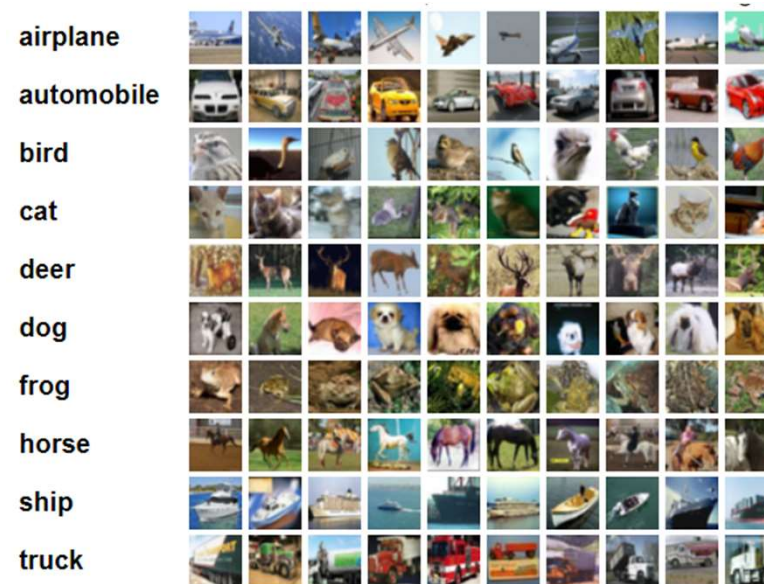 airplane
automobile
bird
cat
deer
dog
frog
horse
ship
truck